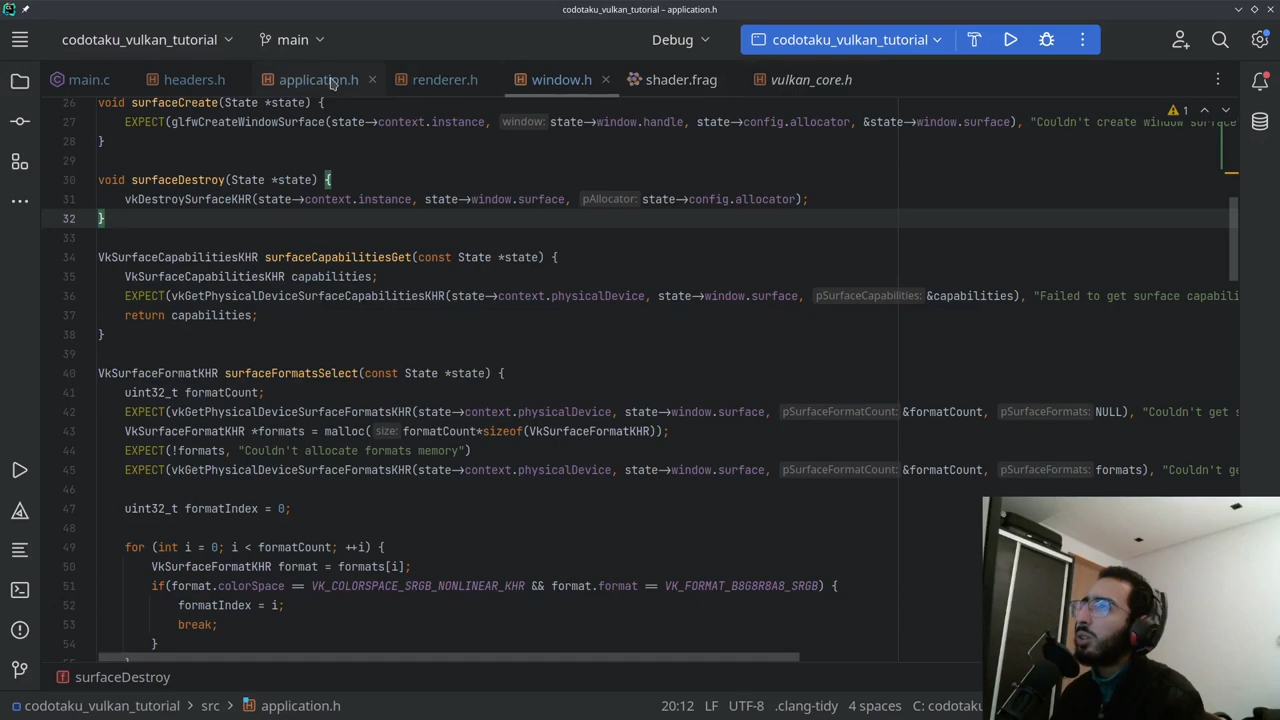 codotaku_vulkan_tutorial – application.h
codotaku_vulkan_tutorial main Debug codotaku_vulkan_tutorial
main.c headers.h application.h renderer.h window.h shader.frag vulkan_core.h
26 void surfaceCreate(State *state) {
27 EXPECT(glfwCreateWindowSurface(state->context.instance, window: state->window.handle, state->config.allocator, &state->window.surface), "Couldn't create window surface
28 }
29
30 void surfaceDestroy(State *state) {
31 vkDestroySurfaceKHR(state->context.instance, state->window.surface, pAllocator: state->config.allocator);
32 }
33
34 VkSurfaceCapabilitiesKHR surfaceCapabilitiesGet(const State *state) {
35 VkSurfaceCapabilitiesKHR capabilities;
36 EXPECT(vkGetPhysicalDeviceSurfaceCapabilitiesKHR(state->context.physicalDevice, state->window.surface, pSurfaceCapabilities: &capabilities), "Failed to get surface capabili
37 return capabilities;
38 }
39
40 VkSurfaceFormatKHR surfaceFormatsSelect(const State *state) {
41 uint32_t formatCount;
42 EXPECT(vkGetPhysicalDeviceSurfaceFormatsKHR(state->context.physicalDevice, state->window.surface, pSurfaceFormatCount: &formatCount, pSurfaceFormats: NULL), "Couldn't get s
43 VkSurfaceFormatKHR *formats = malloc( size: formatCount*sizeof(VkSurfaceFormatKHR));
44 EXPECT(!formats, "Couldn't allocate formats memory")
45 EXPECT(vkGetPhysicalDeviceSurfaceFormatsKHR(state->context.physicalDevice, state->window.surface, pSurfaceFormatCount: &formatCount, pSurfaceFormats: formats), "Couldn't ge
46
47 uint32_t formatIndex = 0;
48
49 for (int i = 0; i < formatCount; ++i) {
50 VkSurfaceFormatKHR format = formats[i];
51 if(format.colorSpace == VK_COLORSPACE_SRGB_NONLINEAR_KHR && format.format == VK_FORMAT_B8G8R8A8_SRGB) {
52 formatIndex = i;
53 break;
54 }
1
f surfaceDestroy
codotaku_vulkan_tutorial src application.h 20:12 LF UTF-8 .clang-tidy 4 spaces C: codotaku